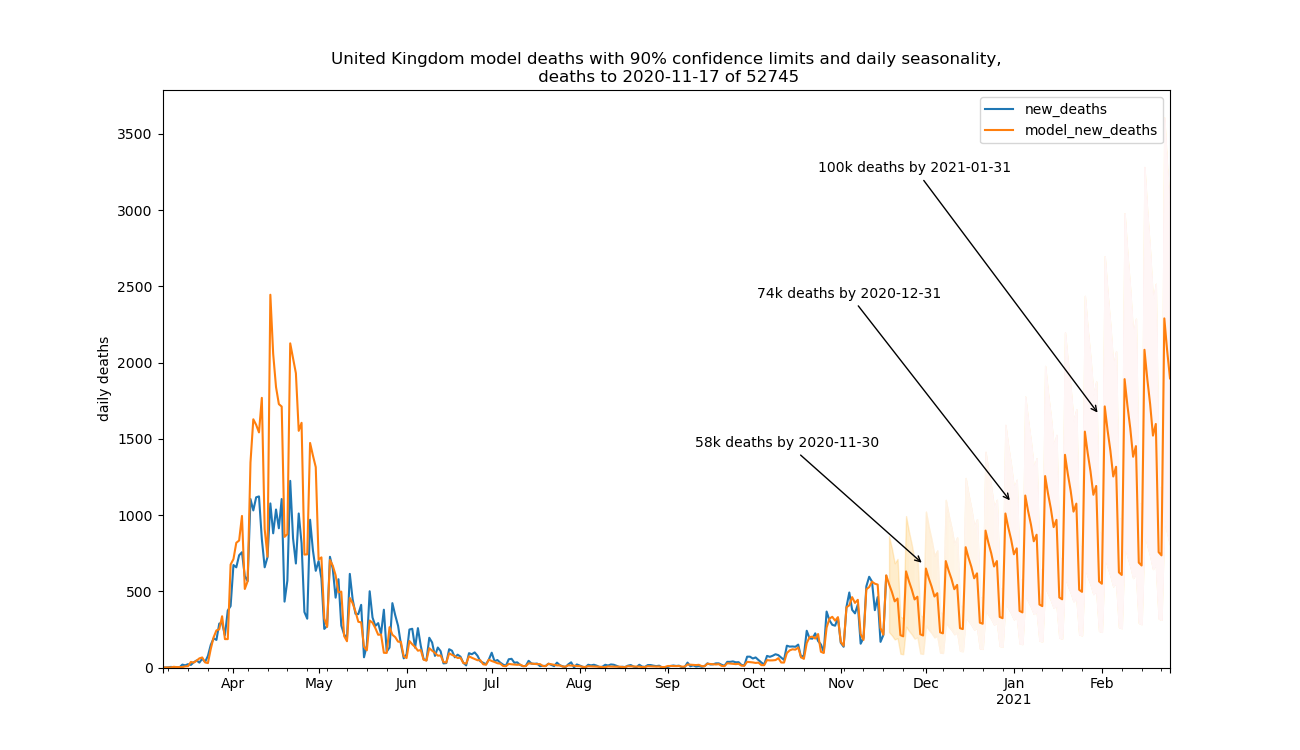 United Kingdom model deaths with 90% confidence limits and daily seasonality,
deaths to 2020-11-17 of 52745
new_deaths
model_new_deaths
daily deaths
3500
3000
2500
2000
1500
1000
500
0
100k deaths by 2021-01-31
74k deaths by 2020-12-31
58k deaths by 2020-11-30
Apr May Jun Jul Aug Sep Oct Nov Dec Jan Feb
2021